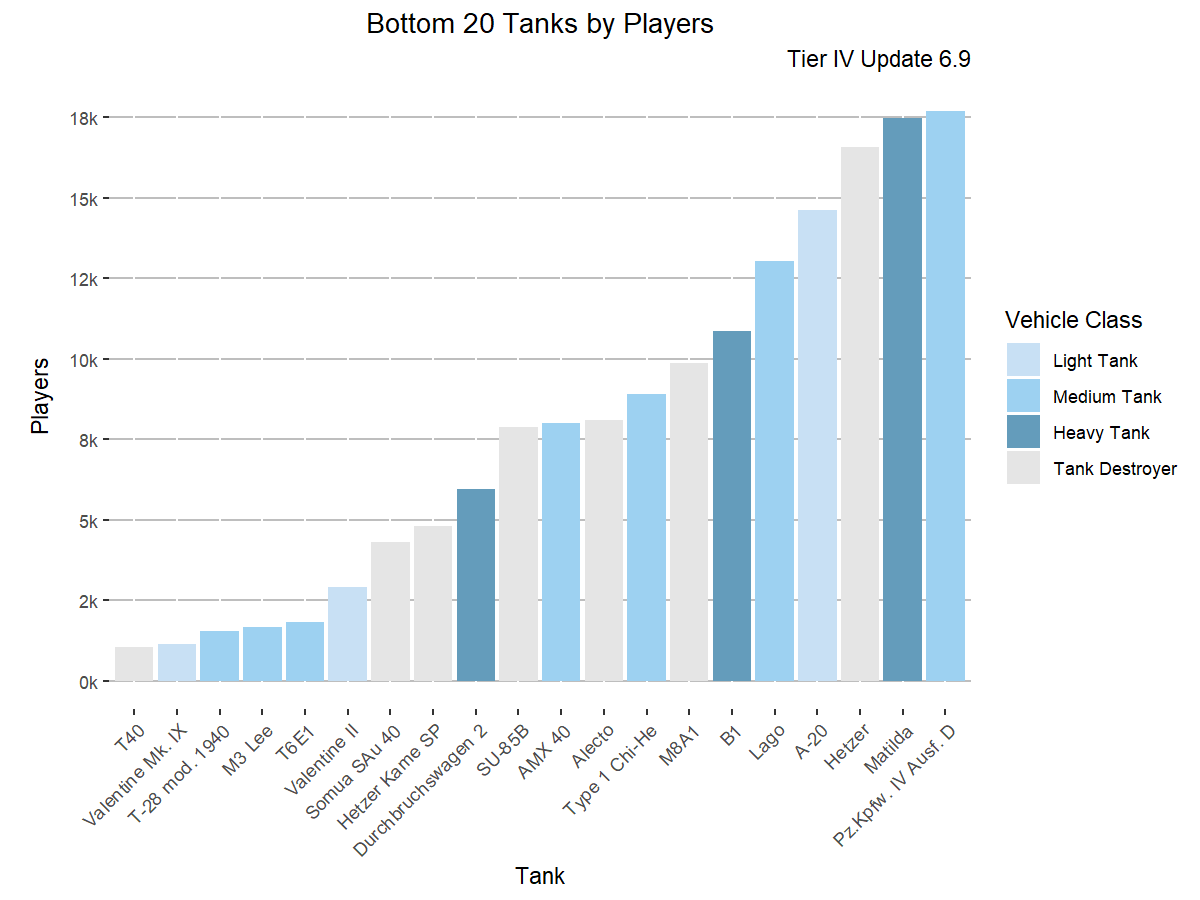 Bottom 20 Tanks by Players
Tier IV Update 6.9
18k
15k
12k
10k
8k
5k
2k
0k
Players
T40
Valentine Mk. IX
T-28 mod. 1940
M3 Lee
T6E1
Valentine II
Somua SAu 40
Hetzer Kame SP
Durchbruchswagen 2
SU-85B
AMX 40
Alecto
Type 1 Chi-He
M8A1
B1
Lago
A-20
Hetzer
Matilda
Pz.Kpfw. IV Ausf. D
Tank
Vehicle Class
Light Tank
Medium Tank
Heavy Tank
Tank Destroyer